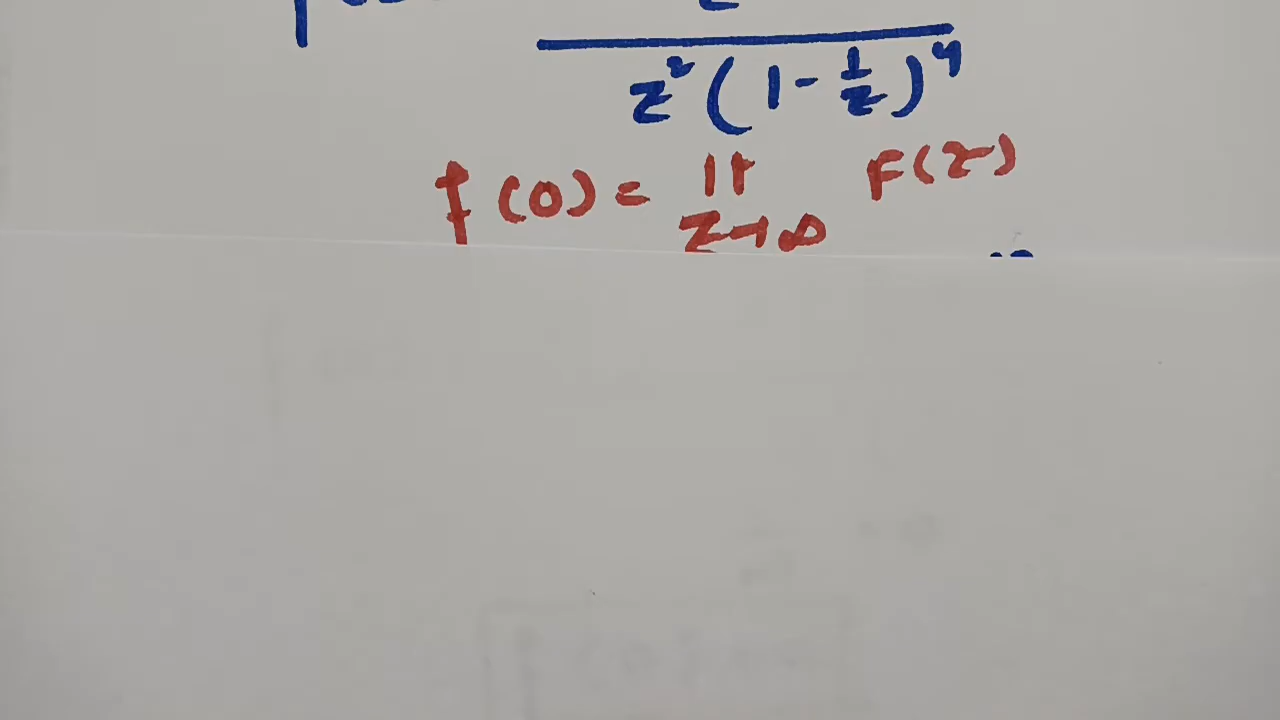 z² (1 - 1/z)⁴
f(0) = lt z→∞ F(z)